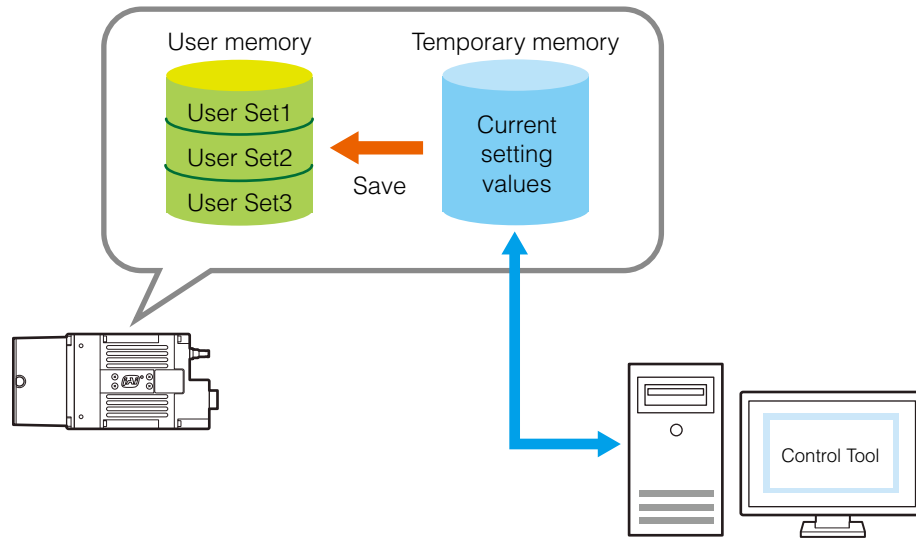 User memory
Temporary memory
User Set1
User Set2
User Set3
Save
Current
setting
values
Control Tool